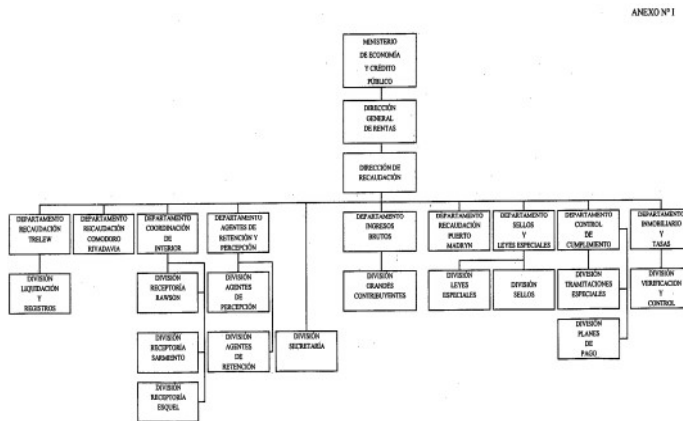 ANEXO Nº I
MINISTERIO
DE ECONOMÍA
Y CRÉDITO
PÚBLICO
DIRECCIÓN
GENERAL
DE RENTAS
DIRECCIÓN DE
RECAUDACIÓN
DEPARTAMENTO
RECAUDACIÓN
TRELEW
DEPARTAMENTO
RECAUDACIÓN
COMODORO
RIVADAVIA
DEPARTAMENTO
COORDINACIÓN
DE
INTERIOR
DEPARTAMENTO
AGENTES DE
RETENCIÓN Y
PERCEPCIÓN
DEPARTAMENTO
INGRESOS
BRUTOS
DEPARTAMENTO
RECAUDACIÓN
PUERTO
MADRYN
DEPARTAMENTO
SELLOS
Y
LEYES ESPECIALES
DEPARTAMENTO
CONTROL
DE
CUMPLIMIENTO
DEPARTAMENTO
INMOBILIARIO
Y
TASAS
DIVISIÓN
LIQUIDACIÓN
Y
REGISTROS
DIVISIÓN
RECEPTORÍA
RAWSON
DIVISIÓN
AGENTES
DE
PERCEPCIÓN
DIVISIÓN
GRANDES
CONTRIBUYENTES
DIVISIÓN
LEYES
ESPECIALES
DIVISIÓN
SELLOS
DIVISIÓN
TRAMITACIONES
ESPECIALES
DIVISIÓN
VERIFICACION
Y
CONTROL
DIVISIÓN
RECEPTORÍA
SARMIENTO
DIVISIÓN
AGENTES
DE
RETENCIÓN
DIVISIÓN
SECRETARÍA
DIVISIÓN
PLANES
DE
PAGO
DIVISIÓN
RECEPTORÍA
ESQUEL